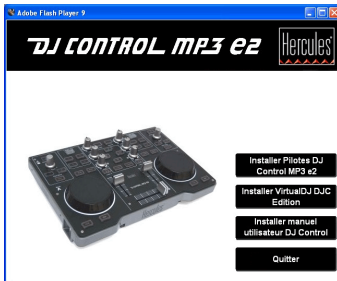 Adobe Flash Player 9
DJ CONTROL MP3 e2
Hercules
Installer Pilotes DJ
Control MP3 e2
Installer VirtualDJ DJC
Edition
Installer manuel
utilisateur DJ Control
Quitter